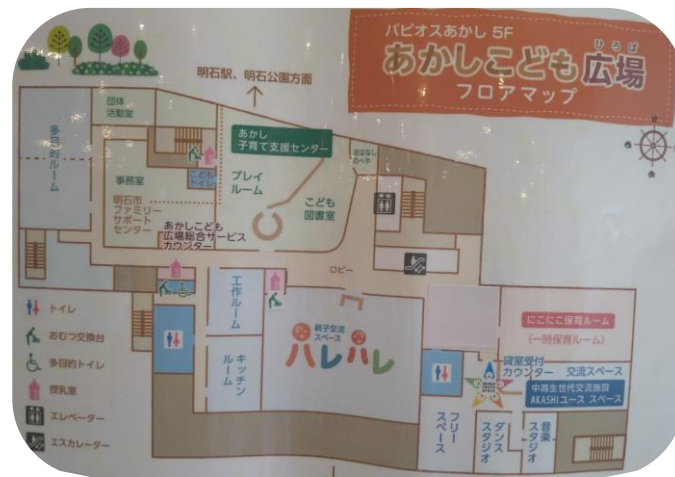 パピオスあかし 5F
ひろば
あかしこども広場
フロアマップ
明石駅、明石公園方面
北
西
南
団体
活動室
多目的ルーム
あかし
子育て支援センター
おはなし
のへや
こども
トイレ
プレイ
ルーム
事務室
こども
図書室
明石市
ファミリー
サポート
センター
あかしこども
広場総合サービス
カウンター
ロビー
工作ルーム
キッチン
ルーム
親子交流
スペース
ハレハレ
にこにこ保育ルーム
(一時保育ルーム)
貸室受付
カウンター
交流スペース
中高生世代交流施設
AKASHIユーススペース
フリー
スペース
ダンス
スタジオ
音楽
スタジオ
トイレ
おむつ交換台
多目的トイレ
授乳室
エレベーター
エスカレーター